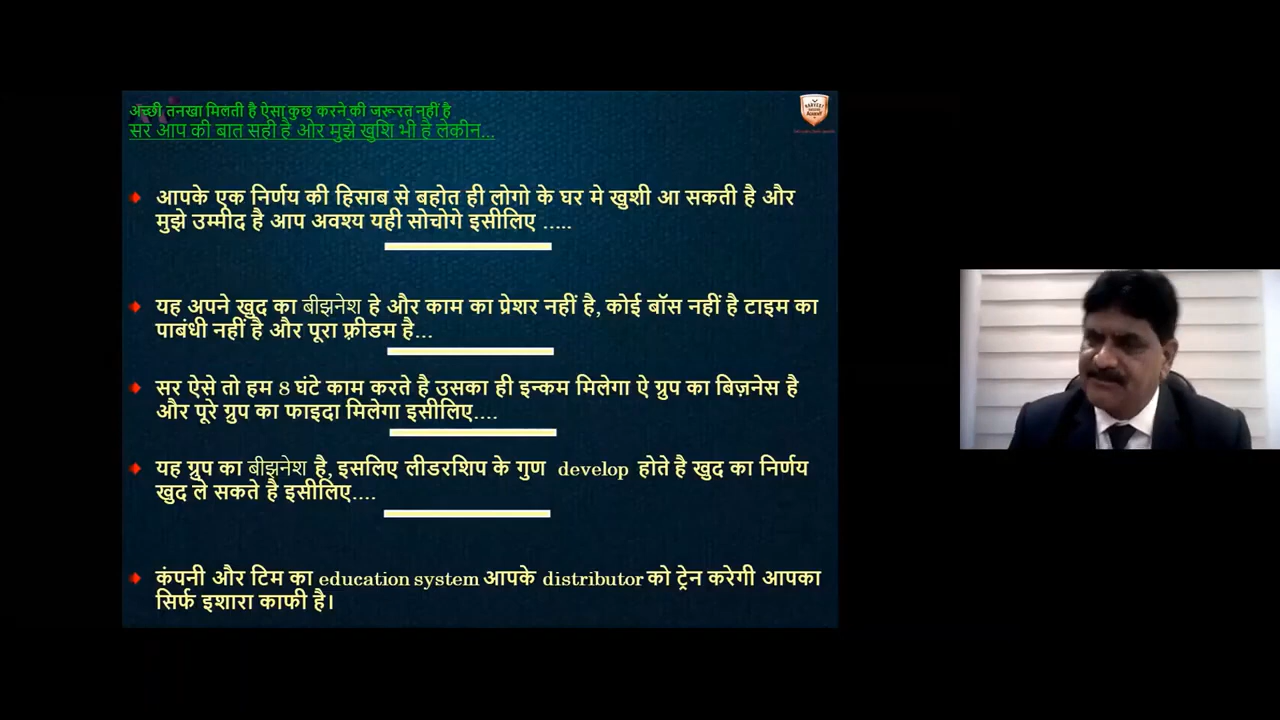 अच्छी तनखा मिलती है ऐसा कुछ करने की जरूरत नहीं है
सर आप की बात सही है ओर मुझे खुशि भी है लेकीन...
आपके एक निर्णय की हिसाब से बहोत ही लोगो के घर मे खुशी आ सकती है और
मुझे उम्मीद है आप अवश्य यही सोचोगे इसीलिए .....
यह अपने खुद का बीझनेश हे और काम का प्रेशर नहीं है, कोई बॉस नहीं है टाइम का
पाबंधी नहीं है और पूरा फ़्रीडम है...
सर ऐसे तो हम 8 घंटे काम करते है उसका ही इन्कम मिलेगा ऐ ग्रुप का बिज़नेस है
और पूरे ग्रुप का फाइदा मिलेगा इसीलिए....
यह ग्रुप का बीझनेश है, इसलिए लीडरशिप के गुण develop होते है खुद का निर्णय
खुद ले सकते है इसीलिए....
कंपनी और टिम का education system आपके distributor को ट्रेन करेगी आपका
सिर्फ इशारा काफी है।